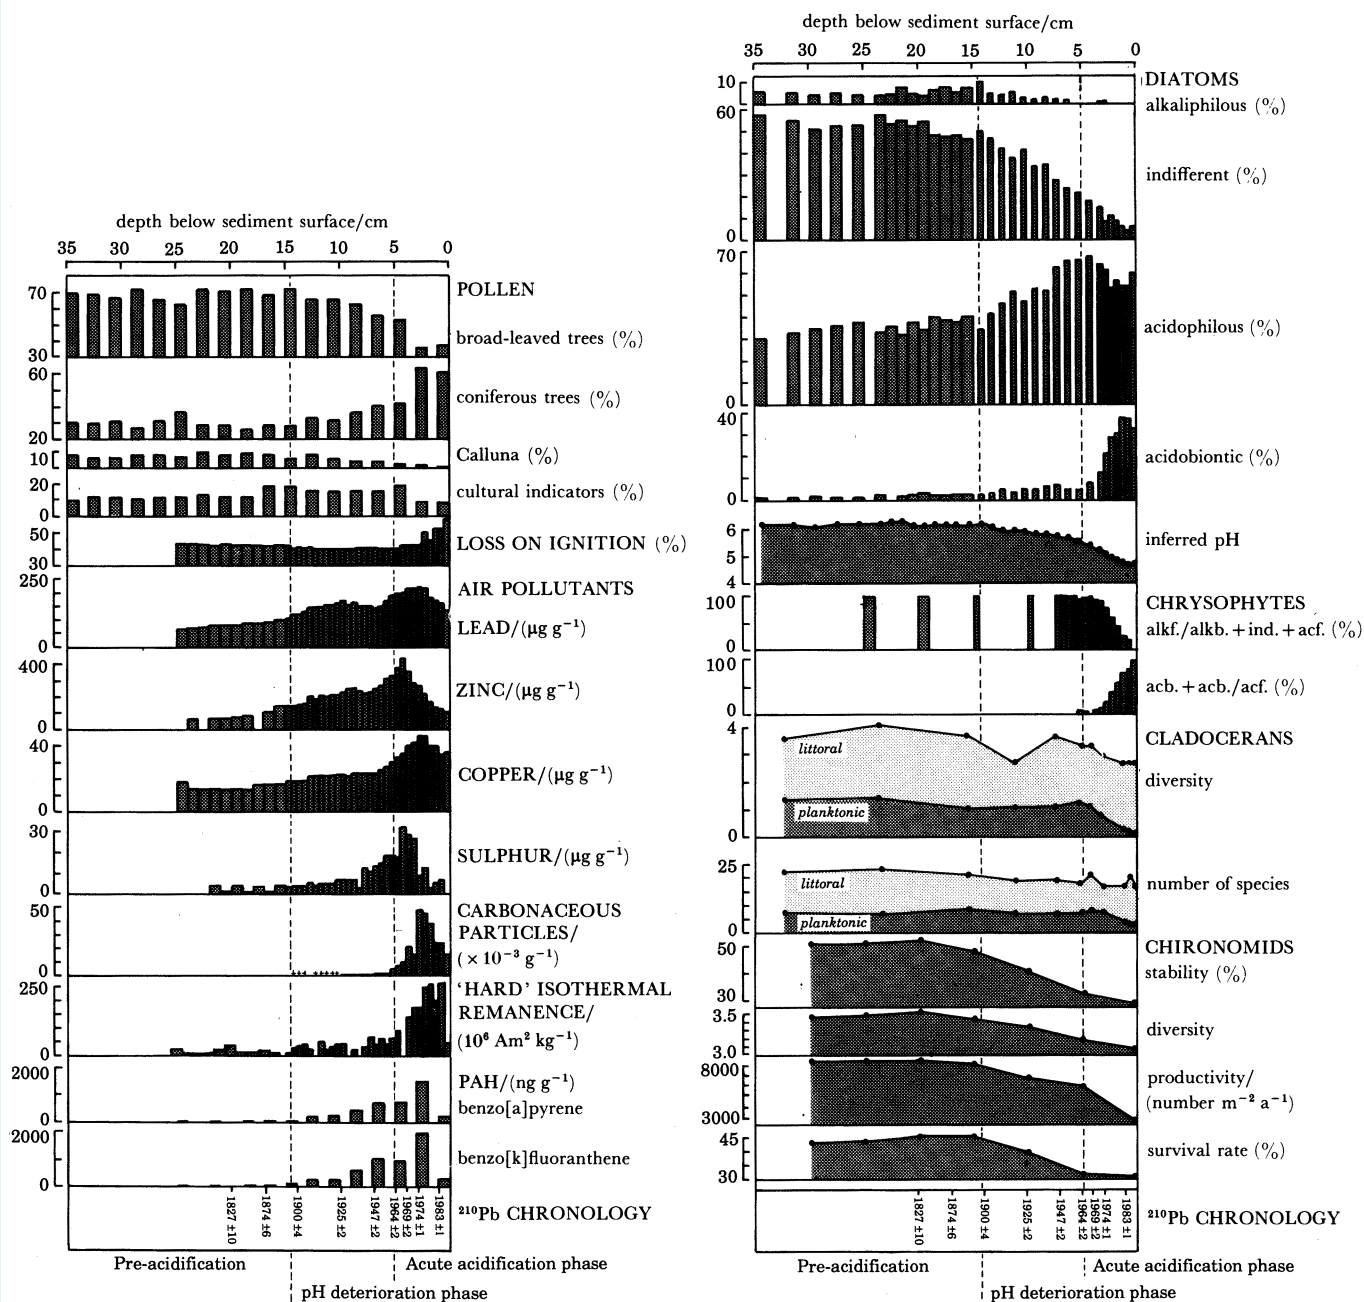 depth below sediment surface/cm
35 30 25 20 15 10 5 0
70
30
POLLEN
broad-leaved trees (%)
60
20
coniferous trees (%)
10
Calluna (%)
20
0
cultural indicators (%)
50
30
LOSS ON IGNITION (%)
250
0
AIR POLLUTANTS
LEAD/(μg g⁻¹)
400
0
ZINC/(μg g⁻¹)
40
0
COPPER/(μg g⁻¹)
30
0
SULPHUR/(μg g⁻¹)
50
0
CARBONACEOUS
PARTICLES/
(× 10⁻³ g⁻¹)
+++ +++++
250
0
'HARD' ISOTHERMAL
REMANENCE/
(10⁶ Am² kg⁻¹)
2000
0
PAH/(ng g⁻¹)
benzo[a]pyrene
2000
0
benzo[k]fluoranthene
1827 ±10
1874 ±6
1900 ±4
1925 ±2
1947 ±2
1964 ±2
1969 ±2
1974 ±1
1983 ±1
²¹⁰Pb CHRONOLOGY
Pre-acidification
Acute acidification phase
pH deterioration phase
depth below sediment surface/cm
35 30 25 20 15 10 5 0
10
DIATOMS
alkaliphilous (%)
60
0
indifferent (%)
70
0
acidophilous (%)
40
0
acidobiontic (%)
6
5
4
inferred pH
100
0
CHRYSOPHYTES
alkf./alkb. + ind. + acf. (%)
100
0
acb. + acb./acf. (%)
4
0
littoral
planktonic
CLADOCERANS
diversity
25
0
littoral
planktonic
number of species
50
30
CHIRONOMIDS
stability (%)
3.5
3.0
diversity
8000
3000
productivity/
(number m⁻² a⁻¹)
45
30
survival rate (%)
1827 ±10
1874 ±6
1900 ±4
1925 ±2
1947 ±2
1964 ±2
1969 ±2
1974 ±1
1983 ±1
²¹⁰Pb CHRONOLOGY
Pre-acidification
Acute acidification phase
pH deterioration phase